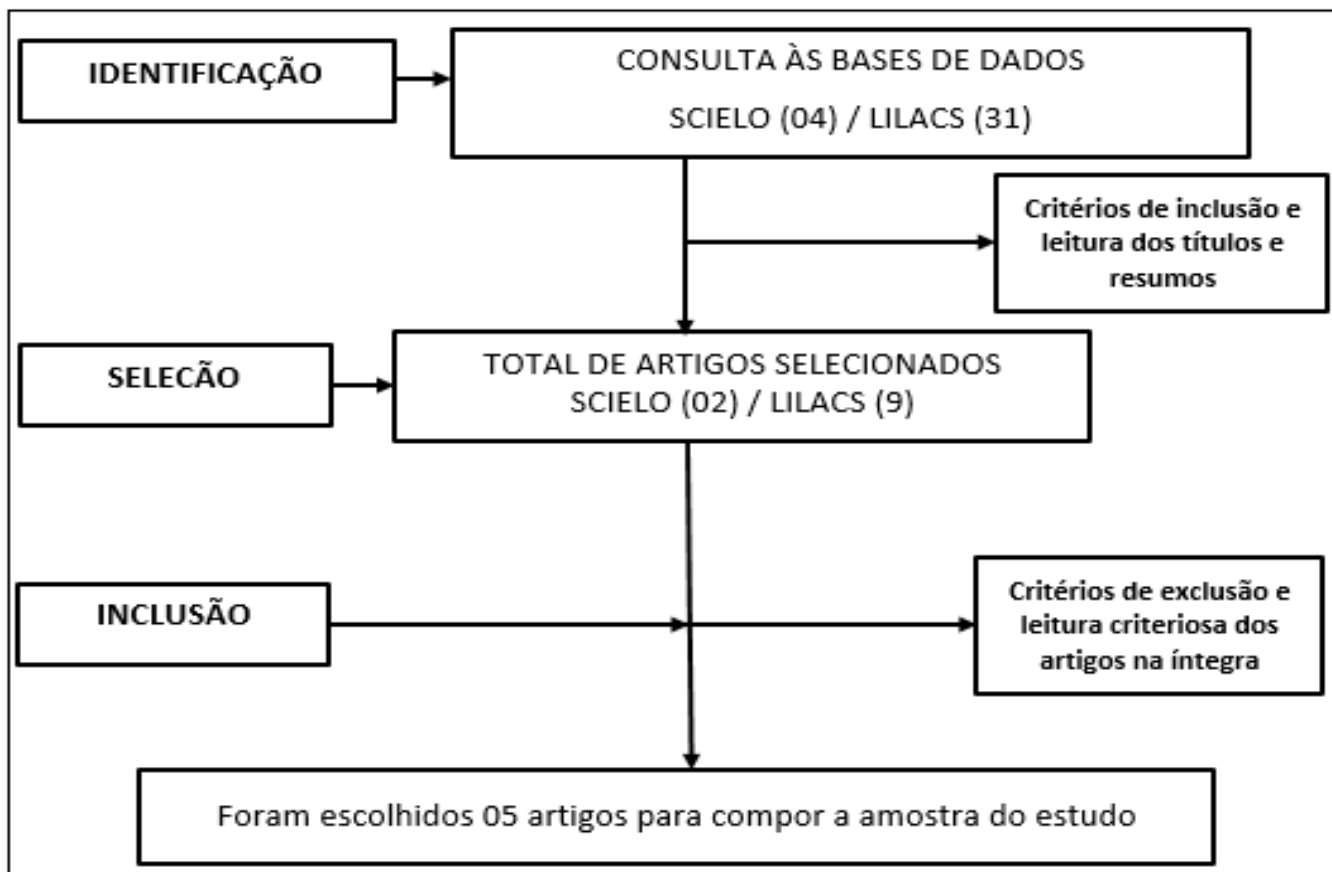 IDENTIFICAÇÃO
CONSULTA ÀS BASES DE DADOS
SCIELO (04) / LILACS (31)
Critérios de inclusão e
leitura dos títulos e
resumos
SELECÃO
TOTAL DE ARTIGOS SELECIONADOS
SCIELO (02) / LILACS (9)
INCLUSÃO
Critérios de exclusão e
leitura criteriosa dos
artigos na íntegra
Foram escolhidos 05 artigos para compor a amostra do estudo